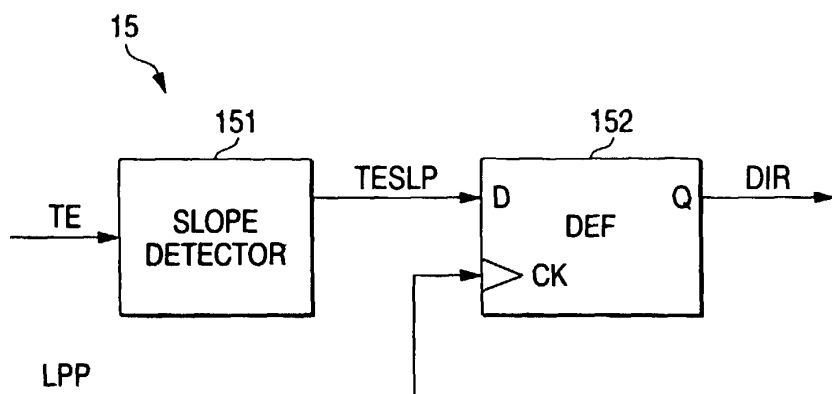 15
151
152
TE
SLOPE
DETECTOR
TESLP
D
DEF
Q
CK
DIR
LPP